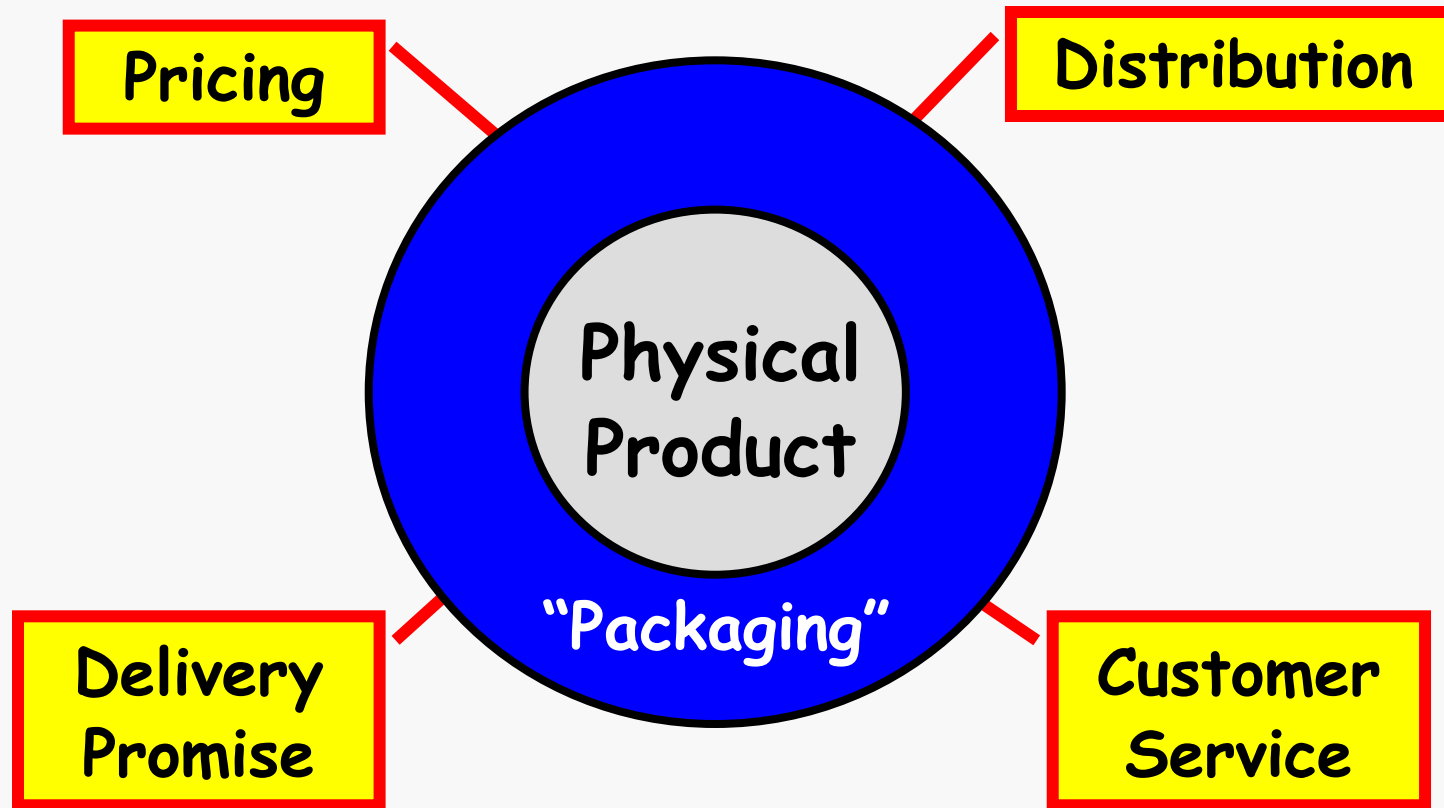 Pricing
Distribution
Physical
Product
“Packaging”
Delivery
Promise
Customer
Service